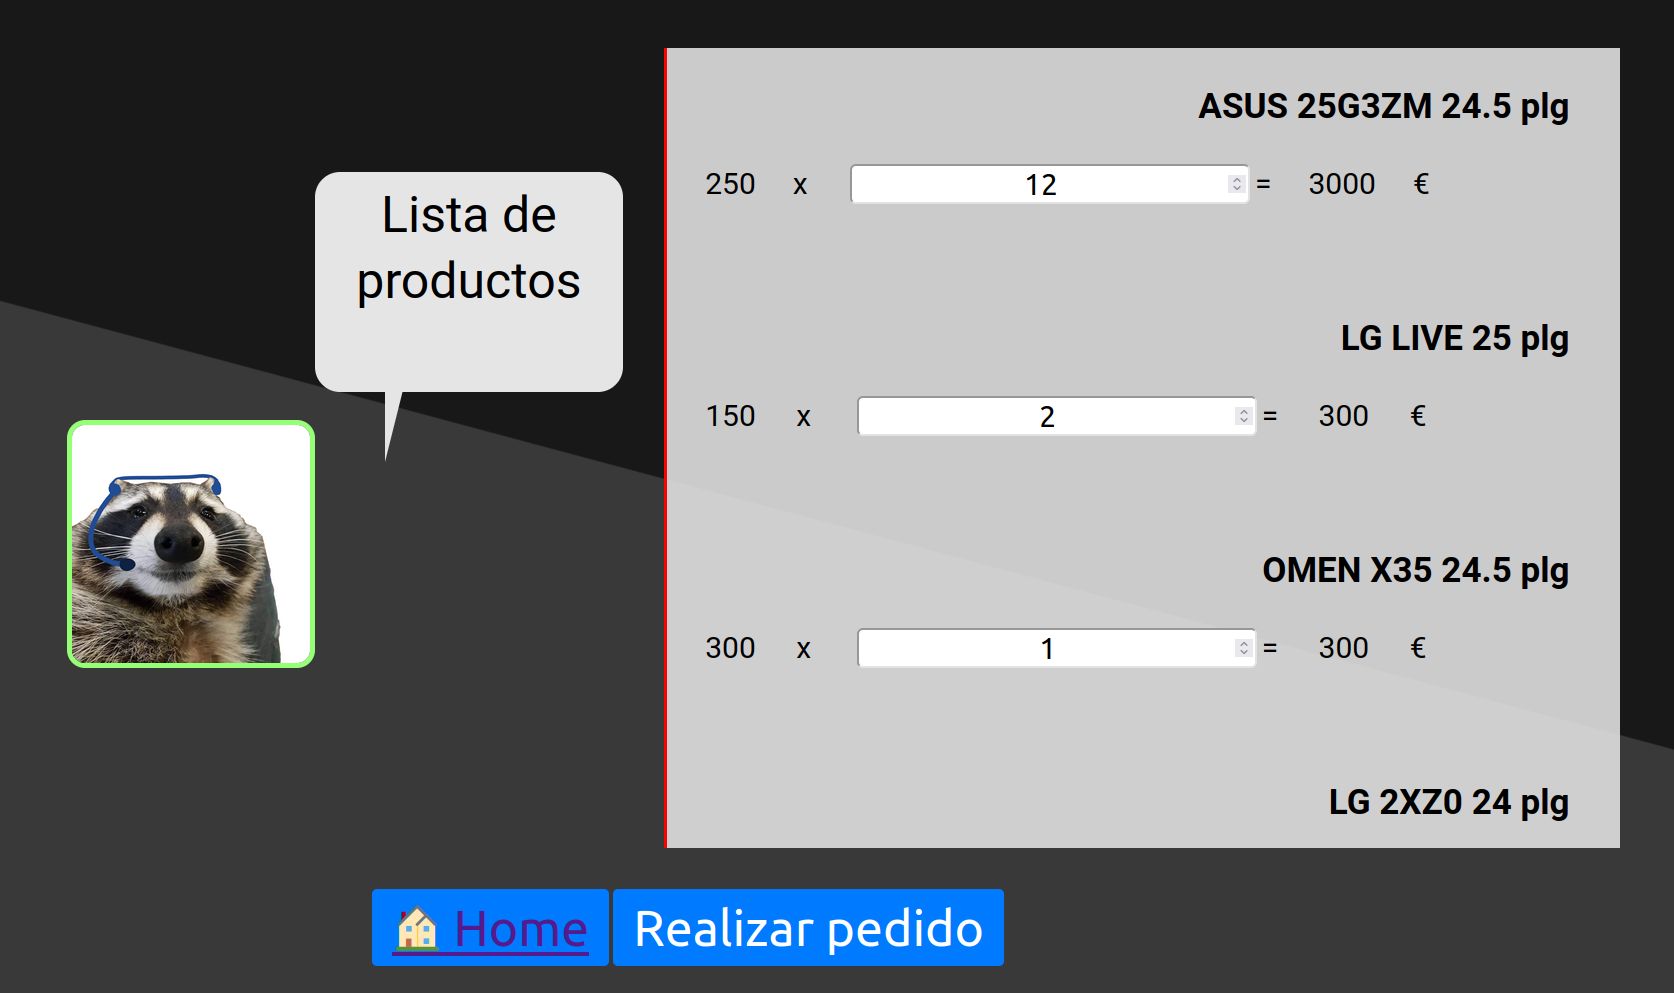 Lista de
productos
ASUS 25G3ZM 24.5 plg
250 x 12 = 3000 €
LG LIVE 25 plg
150 x 2 = 300 €
OMEN X35 24.5 plg
300 x 1 = 300 €
LG 2XZ0 24 plg
Home Realizar pedido